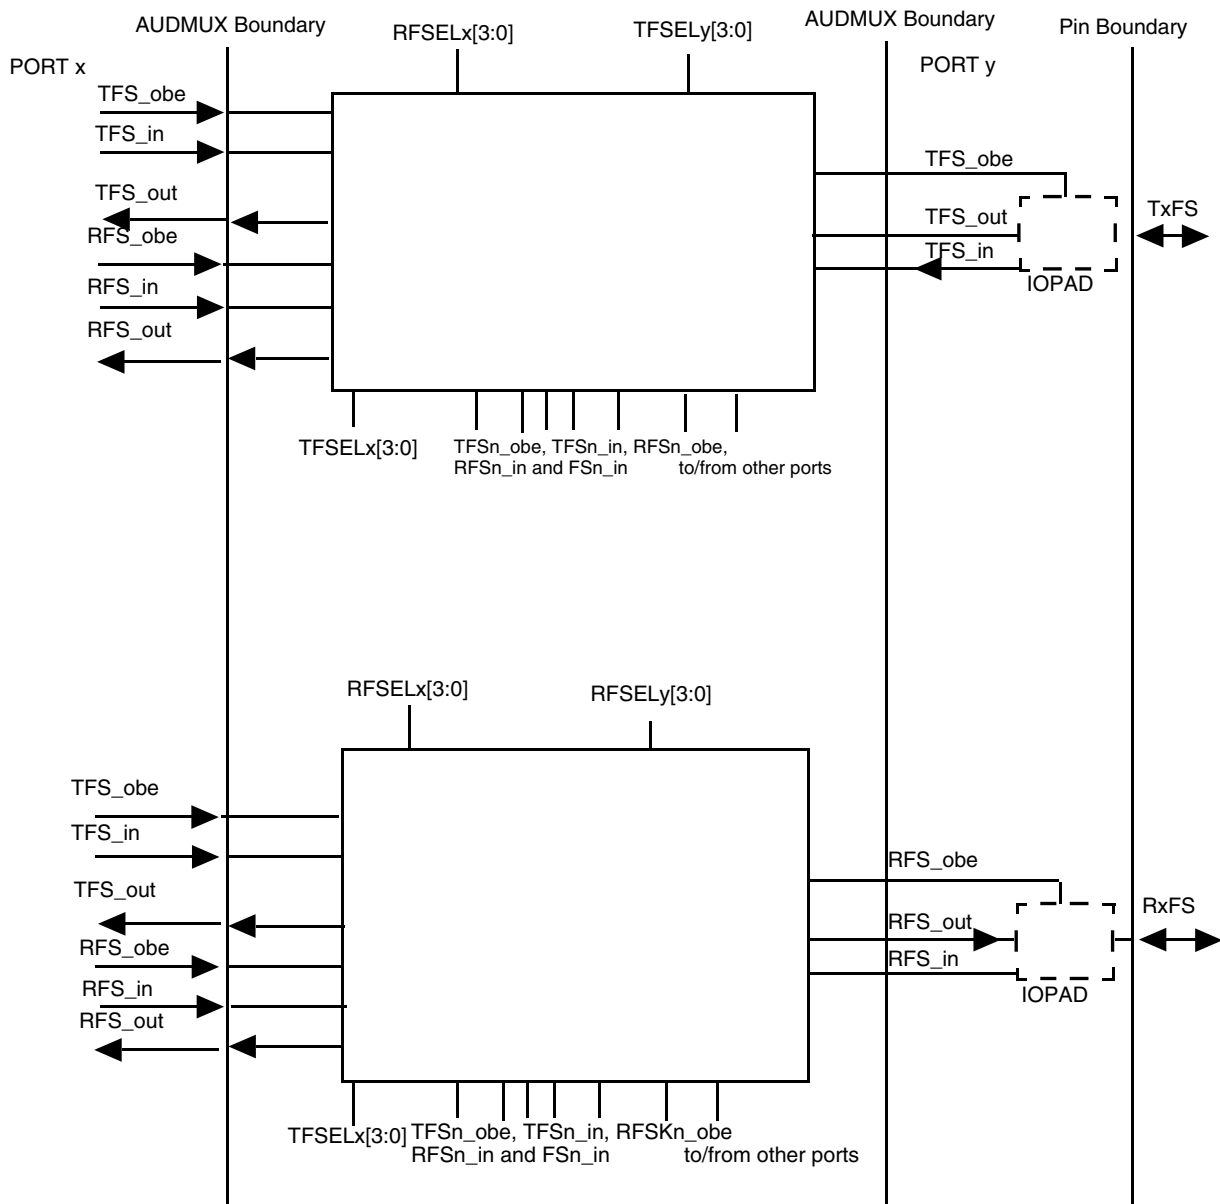 AUDMUX Boundary
RFSELx[3:0]
TFSELy[3:0]
AUDMUX Boundary
Pin Boundary
PORT x
PORT y
TFS_obe
TFS_in
TFS_out
RFS_obe
RFS_in
RFS_out
TFS_obe
TFS_out
TFS_in
IOPAD
TxFS
TFSELx[3:0]
TFSn_obe, TFSn_in, RFSn_obe,
RFSn_in and FSn_in
to/from other ports
RFSELx[3:0]
RFSELy[3:0]
TFS_obe
TFS_in
TFS_out
RFS_obe
RFS_in
RFS_out
RFS_obe
RFS_out
RFS_in
IOPAD
RxFS
TFSELx[3:0]
TFSn_obe, TFSn_in, RFSKn_obe
RFSn_in and FSn_in
to/from other ports